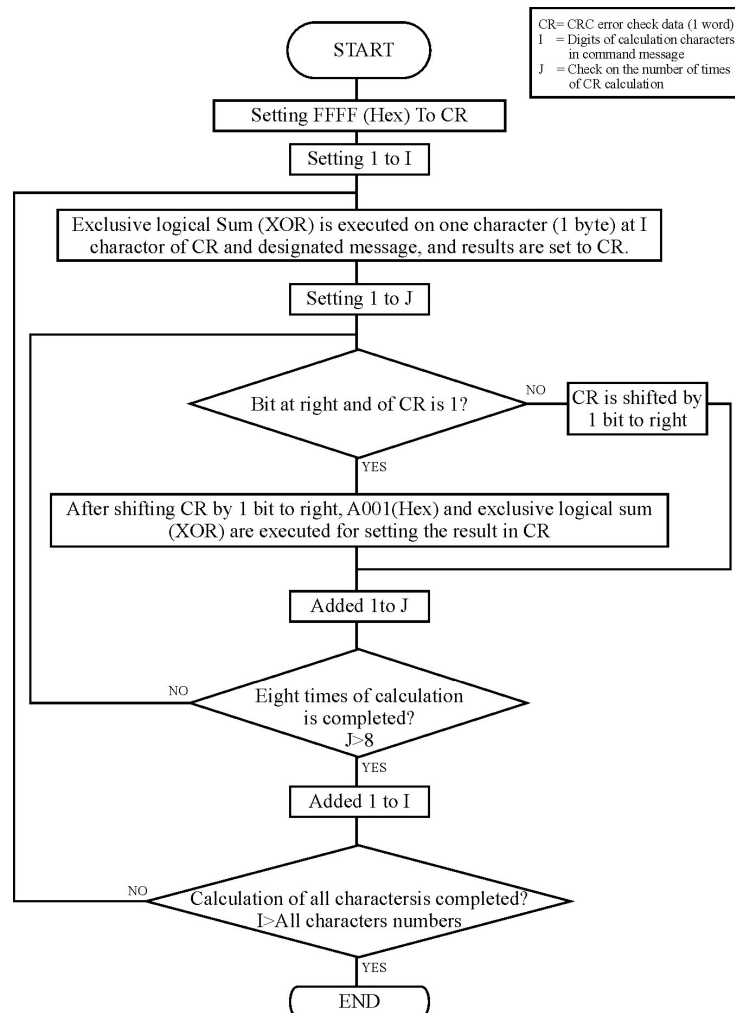 START
CR= CRC error check data (1 word)
I = Digits of calculation characters
in command message
J = Check on the number of times
of CR calculation
Setting FFFF (Hex) To CR
Setting 1 to I
Exclusive logical Sum (XOR) is executed on one character (1 byte) at I
charactor of CR and designated message, and results are set to CR.
Setting 1 to J
Bit at right and of CR is 1?
NO
CR is shifted by
1 bit to right
YES
After shifting CR by 1 bit to right, A001(Hex) and exclusive logical sum
(XOR) are executed for setting the result in CR
Added 1to J
NO
Eight times of calculation
is completed?
J>8
YES
Added 1 to I
NO
Calculation of all charactersis completed?
I>All characters numbers
YES
END